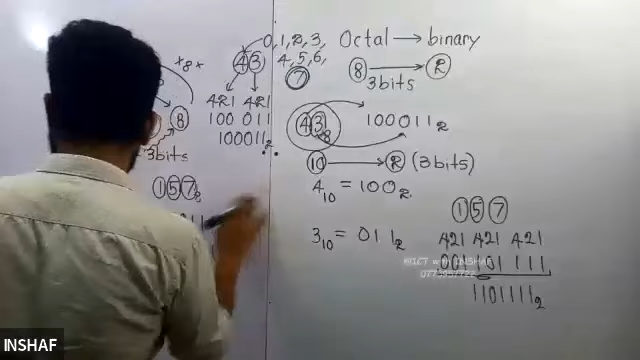 +8+
0,1,2,3,
4,5,6,
7
43
421 421
100 011
100011₂
8
3bits
157₈
Octal → binary
8 → 2
3bits
43₈
100011₂
10 → 2 (3bits)
4₁₀ = 100₂
3₁₀ = 011₂
157
421 421 421
001 101 111
1101111₂
INSHAF